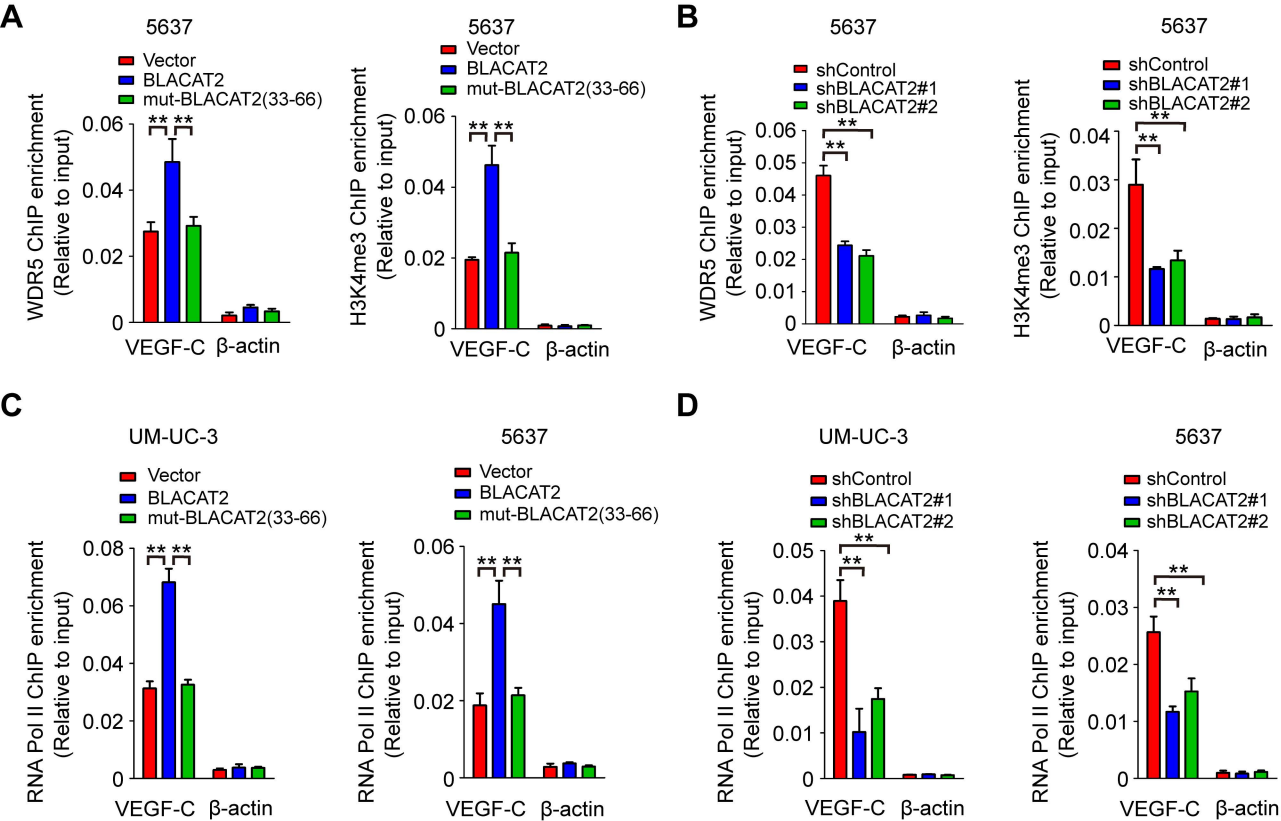 A
5637
Vector
BLACAT2
mut-BLACAT2(33-66)
WDR5 ChIP enrichment
(Relative to input)
0.06
0.04
0.02
0
** **
VEGF-C β-actin
5637
Vector
BLACAT2
mut-BLACAT2(33-66)
H3K4me3 ChIP enrichment
(Relative to input)
0.06
0.04
0.02
0
** **
VEGF-C β-actin
B
5637
shControl
shBLACAT2#1
shBLACAT2#2
WDR5 ChIP enrichment
(Relative to input)
0.06
0.05
0.04
0.03
0.02
0.01
0
**
**
VEGF-C β-actin
5637
shControl
shBLACAT2#1
shBLACAT2#2
H3K4me3 ChIP enrichment
(Relative to input)
0.04
0.03
0.02
0.01
0
**
**
VEGF-C β-actin
C
UM-UC-3
Vector
BLACAT2
mut-BLACAT2(33-66)
RNA Pol II ChIP enrichment
(Relative to input)
0.08
0.06
0.04
0.02
0
** **
VEGF-C β-actin
5637
Vector
BLACAT2
mut-BLACAT2(33-66)
RNA Pol II ChIP enrichment
(Relative to input)
0.06
0.04
0.02
0
** **
VEGF-C β-actin
D
UM-UC-3
shControl
shBLACAT2#1
shBLACAT2#2
RNA Pol II ChIP enrichment
(Relative to input)
0.05
0.04
0.03
0.02
0.01
0
**
**
VEGF-C β-actin
5637
shControl
shBLACAT2#1
shBLACAT2#2
RNA Pol II ChIP enrichment
(Relative to input)
0.04
0.03
0.02
0.01
0
**
**
VEGF-C β-actin